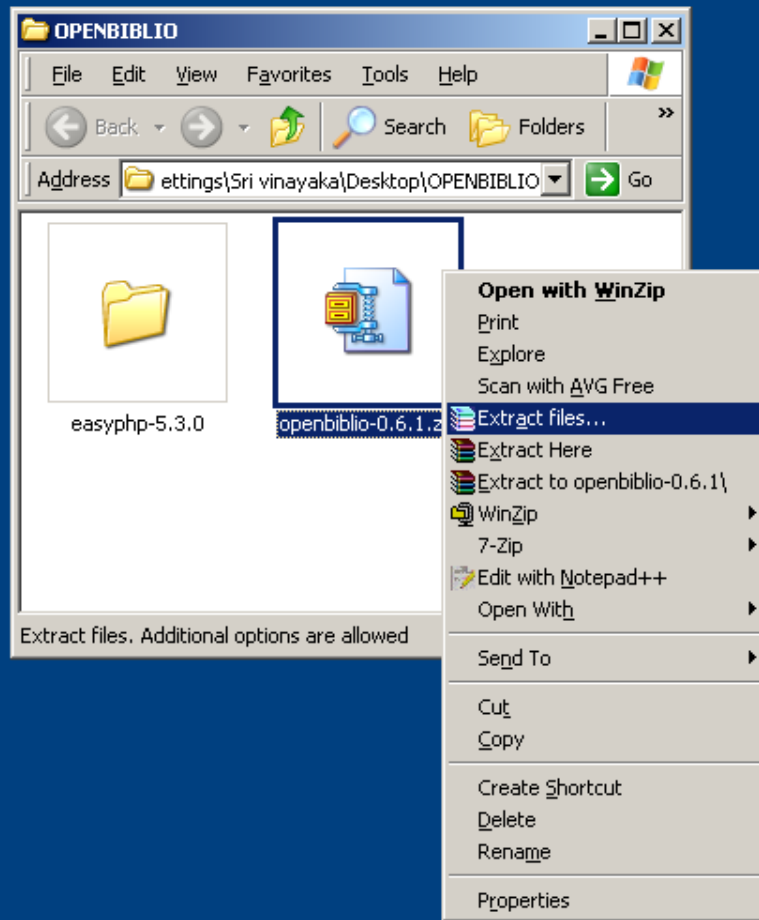 OPENBIBLIO
File Edit View Favorites Tools Help
Back Search Folders »
Address ettings\Sri vinayaka\Desktop\OPENBIBLIO Go
easyphp-5.3.0
openbiblio-0.6.1.z
Open with WinZip
Print
Explore
Scan with AVG Free
Extract files...
Extract Here
Extract to openbiblio-0.6.1\
WinZip
7-Zip
Edit with Notepad++
Open With
Send To
Cut
Copy
Create Shortcut
Delete
Rename
Properties
Extract files. Additional options are allowed